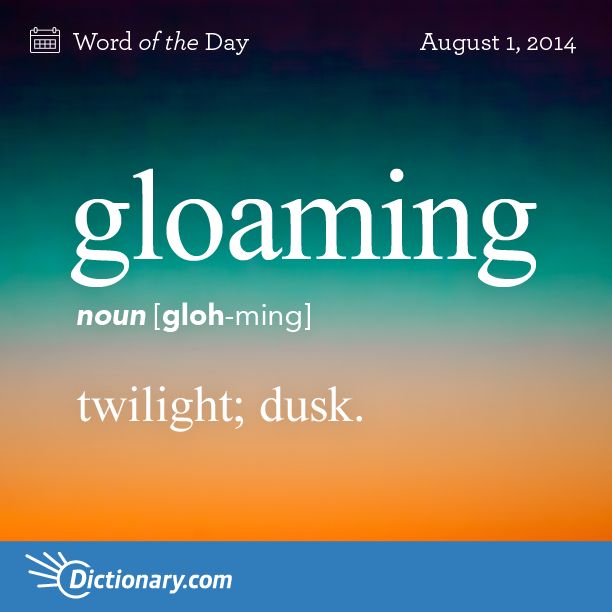 Word of the Day August 1, 2014
gloaming
noun [gloh-ming]
twilight; dusk.
Dictionary.com